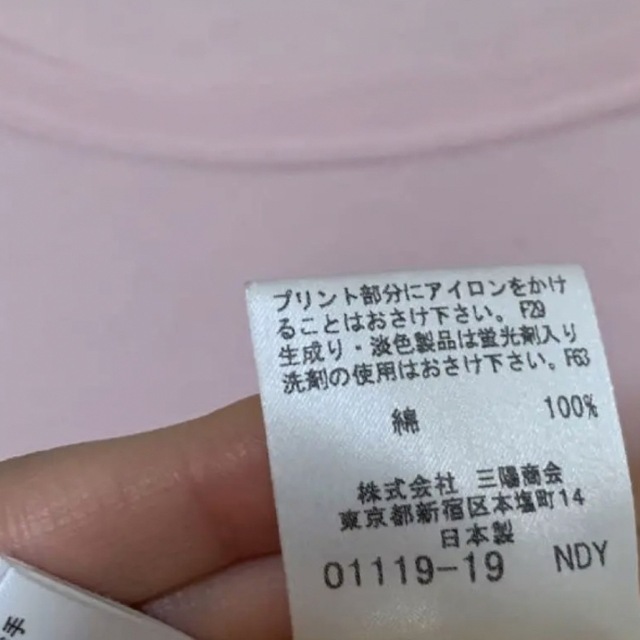 プリント部分にアイロンをかけ
ることはおさけ下さい。 F29
生成り・淡色製品は蛍光剤入り
洗剤の使用はおさけ下さい。 F63
綿 100%
株式会社 三陽商会
東京都新宿区本塩町14
日本製
01119-19 NDY
手